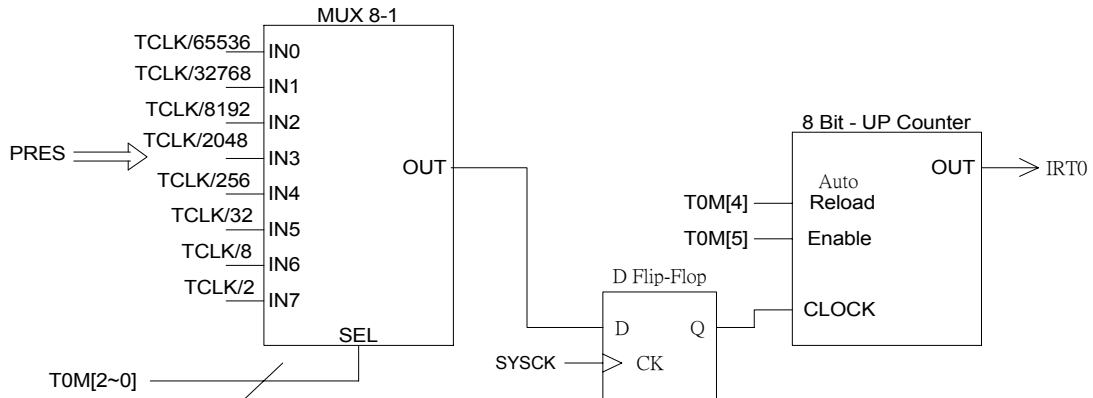 MUX 8-1
TCLK/65536
IN0
TCLK/32768
IN1
TCLK/8192
IN2
TCLK/2048
IN3
PRES
TCLK/256
IN4
TCLK/32
IN5
TCLK/8
IN6
TCLK/2
IN7
OUT
SEL
T0M[2~0]
D Flip-Flop
D
Q
SYSCK
CK
8 Bit - UP Counter
OUT
IRT0
T0M[4]
Auto
Reload
T0M[5]
Enable
CLOCK